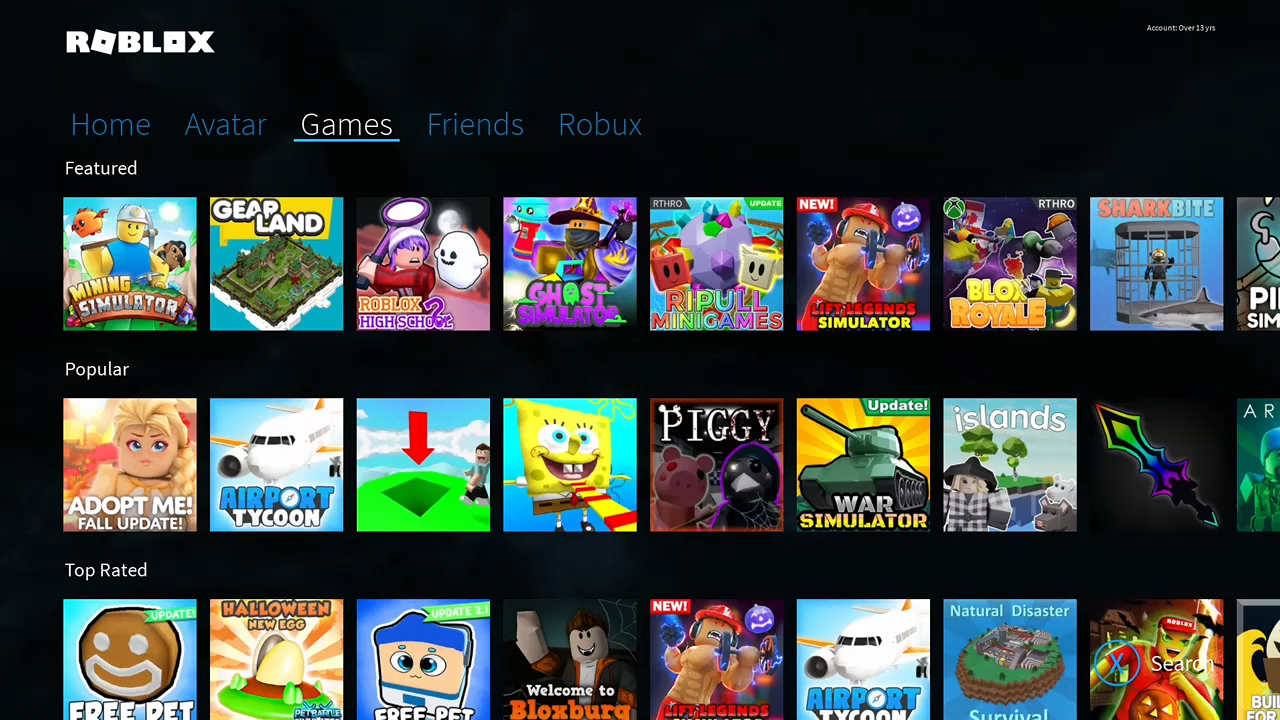 ROBLOX
Account: Over 13 yrs
Home Avatar Games Friends Robux
Featured
MINING
SIMULATOR
GEAR
LAND
ROBLOX
HIGH SCHOOL
2
GHOST
SIMULATOR
RTHRO UPDATE
RIPULL
MINIGAMES
NEW!
LIFT LEGENDS
SIMULATOR
RTHRO
BLOX
ROYALE
SHARKBITE
Popular
ADOPT ME!
FALL UPDATE!
AIRPORT
TYCOON
PIGGY
Update!
WAR
SIMULATOR
islands
Top Rated
UPDATE!
FREE PET
HALLOWEEN
NEW EGG
UPDATE 2.1
FREE PET
Welcome to
Bloxburg
NEW!
LIFT LEGENDS
AIRPORT
Natural Disaster
Survival
ROBLOX
X Search